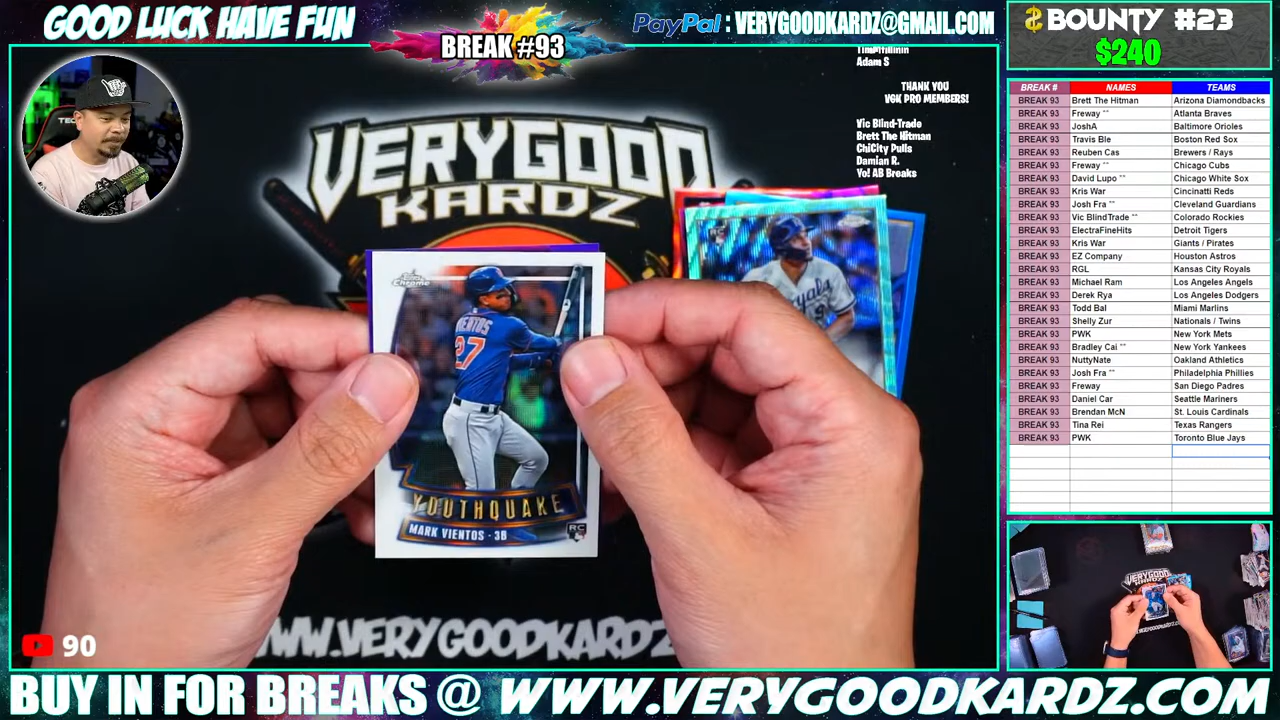 GOOD LUCK HAVE FUN
BREAK #93
PayPal : VERYGOODKARDZ@GMAIL.COM
BOUNTY #23
$240
Adam S
THANK YOU
VGK PRO MEMBERS!
Vic Blind-Trade
Brett The Hitman
ChiCity Pulls
Damian R.
Yo! AB Breaks
VERYGOOD
KARDZ
Topps
Chrome
VIENTOS
27
YOUTHQUAKE
MARK VIENTOS - 3B
RC
BREAK # NAMES TEAMS
BREAK 93 Brett The Hitman Arizona Diamondbacks
BREAK 93 Freway ** Atlanta Braves
BREAK 93 JoshA Baltimore Orioles
BREAK 93 Travis Ble Boston Red Sox
BREAK 93 Reuben Cas Brewers / Rays
BREAK 93 Freway ** Chicago Cubs
BREAK 93 David Lupo ** Chicago White Sox
BREAK 93 Kris War Cincinatti Reds
BREAK 93 Josh Fra ** Cleveland Guardians
BREAK 93 Vic BlindTrade ** Colorado Rockies
BREAK 93 ElectraFineHits Detroit Tigers
BREAK 93 Kris War Giants / Pirates
BREAK 93 EZ Company Houston Astros
BREAK 93 RGL Kansas City Royals
BREAK 93 Michael Ram Los Angeles Angels
BREAK 93 Derek Rya Los Angeles Dodgers
BREAK 93 Todd Bal Miami Marlins
BREAK 93 Shelly Zur Nationals / Twins
BREAK 93 PWK New York Mets
BREAK 93 Bradley Cai ** New York Yankees
BREAK 93 NuttyNate Oakland Athletics
BREAK 93 Josh Fra ** Philadelphia Phillies
BREAK 93 Freway San Diego Padres
BREAK 93 Daniel Car Seattle Mariners
BREAK 93 Brendan McN St. Louis Cardinals
BREAK 93 Tina Rei Texas Rangers
BREAK 93 PWK Toronto Blue Jays
90
WWW.VERYGOODKARDZ
BUY IN FOR BREAKS @ WWW.VERYGOODKARDZ.COM